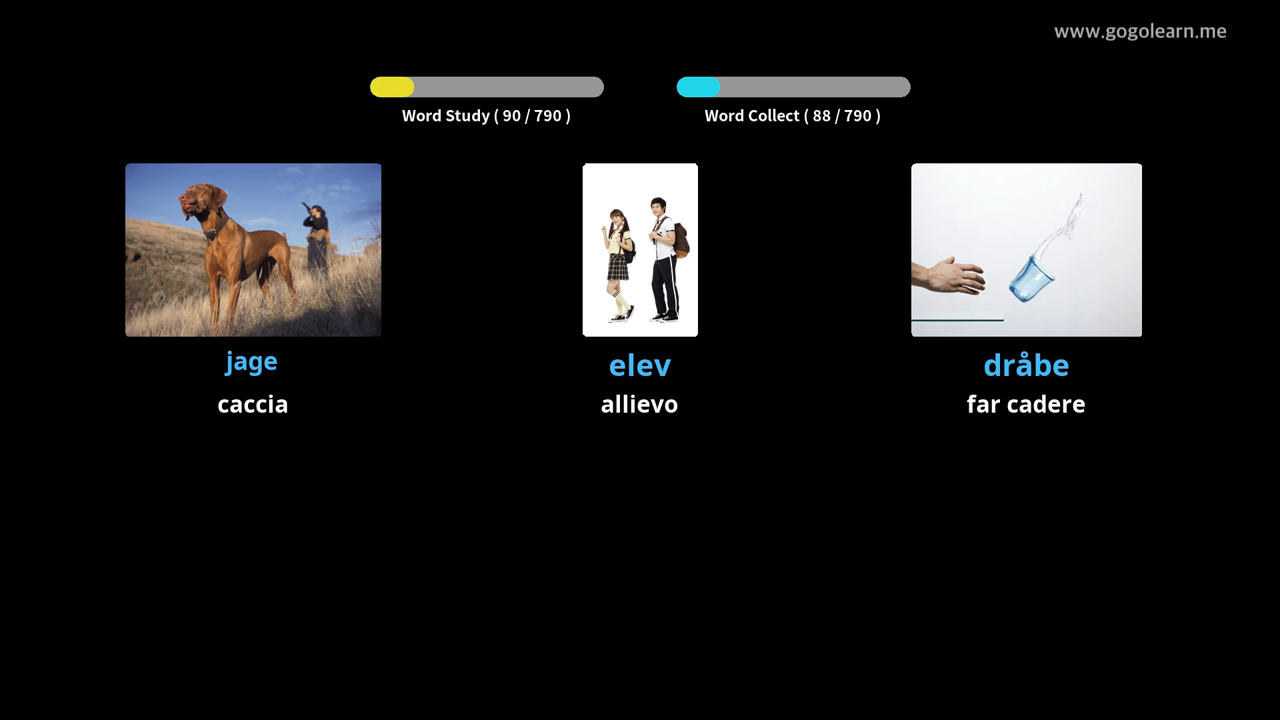 www.gogolearn.me
Word Study ( 90 / 790 )
Word Collect ( 88 / 790 )
jage
caccia
elev
allievo
dråbe
far cadere